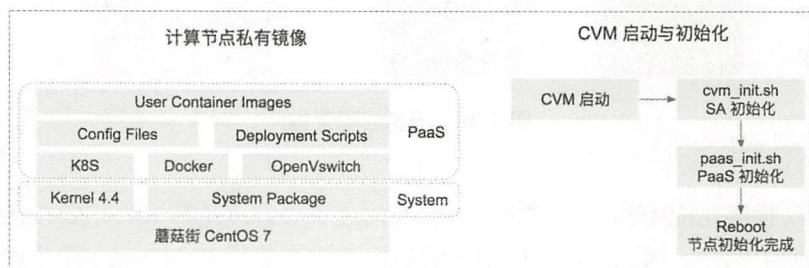 计算节点私有镜像
User Container Images
Config Files
Deployment Scripts
PaaS
K8S
Docker
OpenVswitch
Kernel 4.4
System Package
System
蘑菇街 CentOS 7
CVM 启动与初始化
CVM 启动
cvm_init.sh
SA 初始化
paas_init.sh
PaaS 初始化
Reboot
节点初始化完成